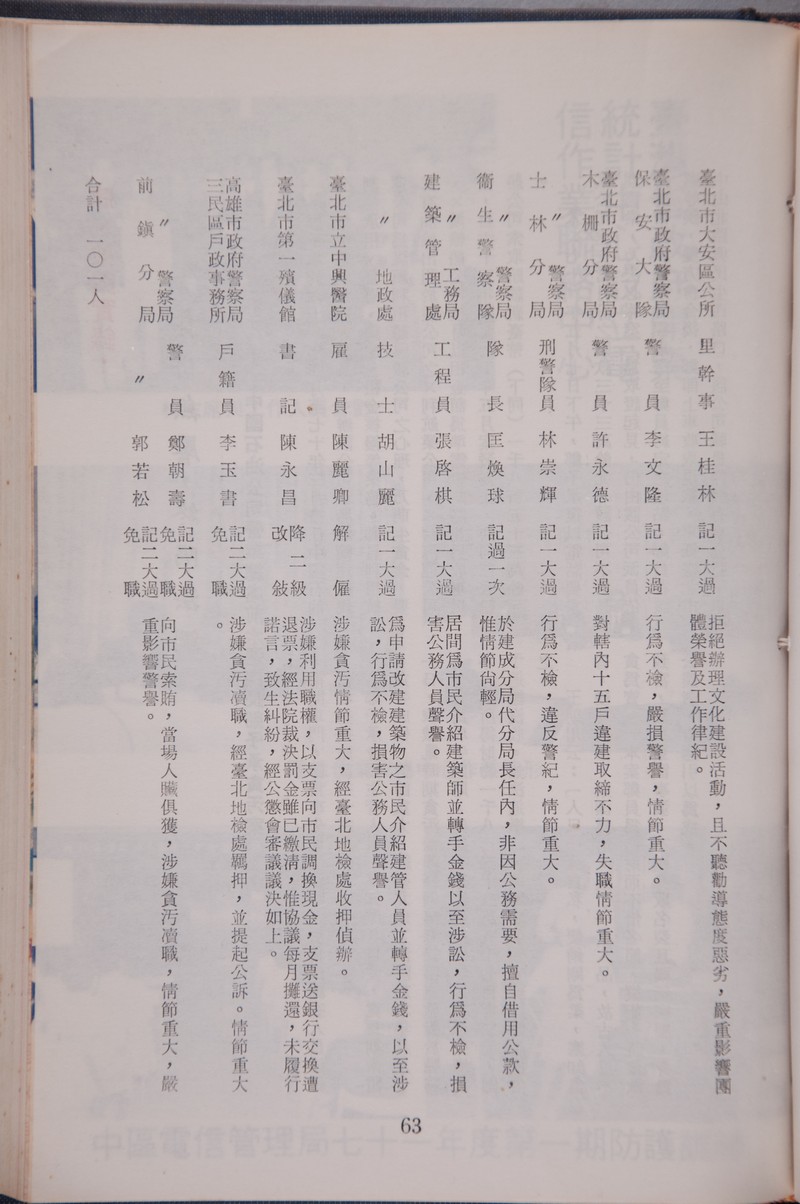 臺北市大安區公所　里幹事　王桂林　記一大過　拒絕辦理文化建設活動，且不聽勸導態度惡劣，嚴重影響團
體榮譽及工作律紀。
臺北市政府警察局
保安大隊　警員　李文隆　記一大過　行爲不檢，嚴損警譽，情節重大。
臺北市政府警察局
木柵分局　警員　許永德　記一大過　對轄內十五戶違建取締不力，失職情節重大。
〃警察局
士林分局　刑警隊員　林崇輝　記一大過　行爲不檢，違反警紀，情節重大。
〃警察局
衞生警察隊　隊長　匡煥球　記過一次　於建成分局代分局長任內，非因公務需要，擅自借用公款，
惟情節尙輕。
〃工務局
建築管理處　工程員　張啓棋　記一大過　居間爲市民介紹建築師並轉手金錢以至涉訟，行爲不檢，損
害公務人員聲譽。
〃地政處　技士　胡山麗　記一大過　爲申請改建建築物之市民介紹建管人員並轉手金錢，以至涉
訟，行爲不檢，損害公務人員聲譽。
臺北市立中興醫院　雇員　陳麗卿　解僱　涉嫌貪汚情節重大，經臺北地檢處收押偵辦。
臺北市第一殯儀館　書記　陳永昌　降二級改敍　涉嫌利用職權，以支票向市民調換現金，支票送銀行交換遭
退票，經法院裁決罰金雖已繳清，惟協議每月攤還，未履行
諾言，致生糾紛，經公懲會審議議決如上。
高雄市政府警察局
三民區戶政事務所　戶籍員　李玉書　記二大過免職　涉嫌貪汚瀆職，經臺北地檢處羈押，並提起公訴。情節重大
。
〃警察局
前鎭分局　警員　鄭朝壽　記二大過免職　向市民索賄，當場人贓俱獲，涉嫌貪汚瀆職，情節重大，嚴
〃　郭若松　記二大過免職　重影響警譽。
合計　一〇一人
63